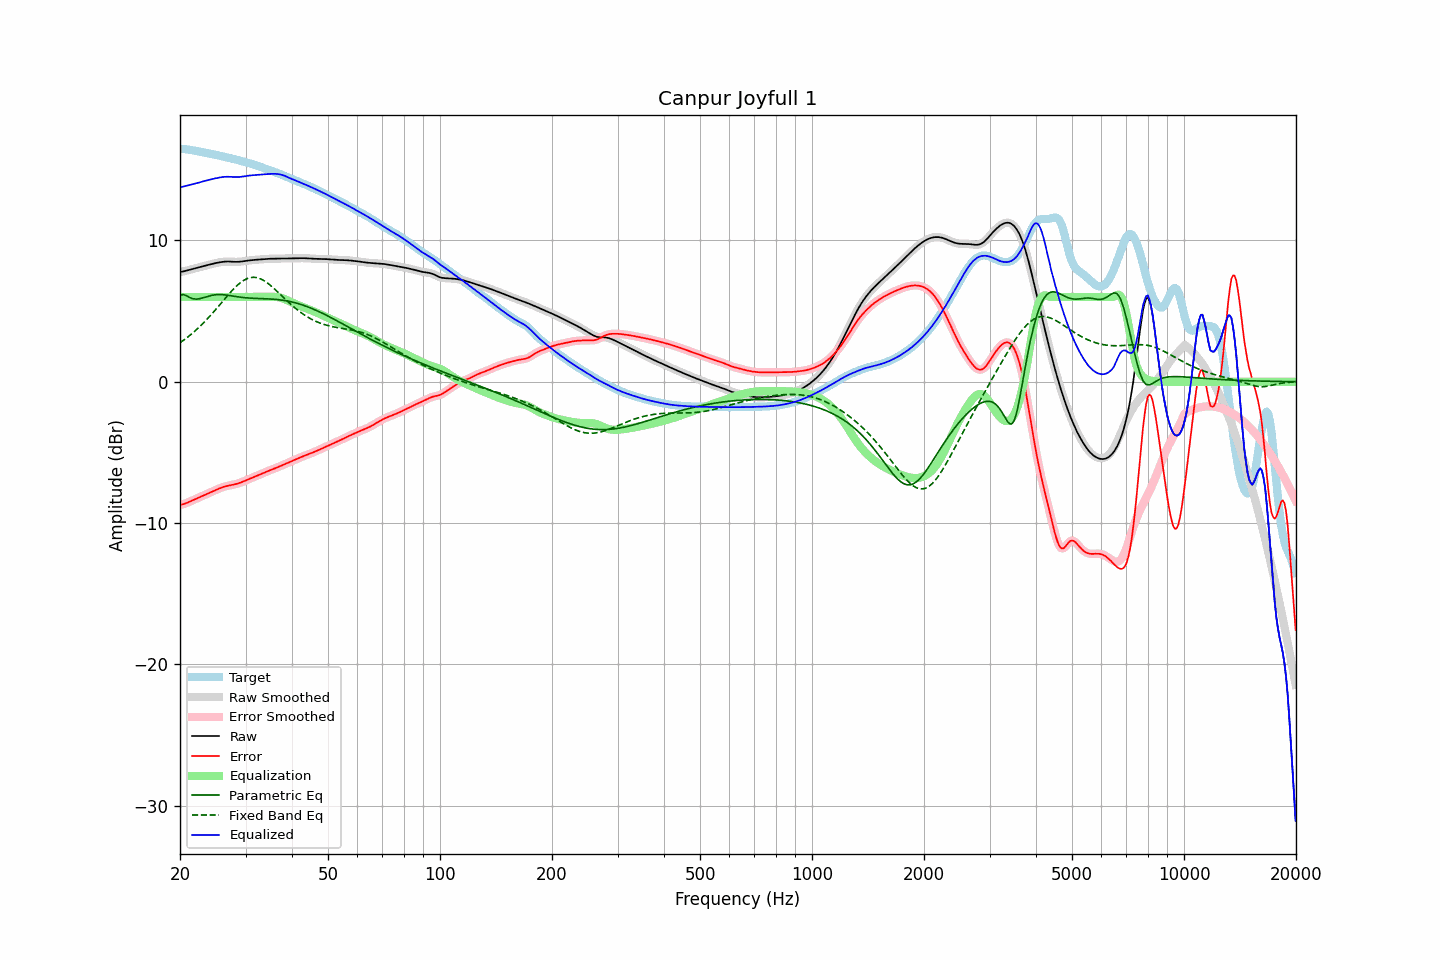 Canpur Joyfull 1
Amplitude (dBr)
10
0
−10
−20
−30
Target
Raw Smoothed
Error Smoothed
Raw
Error
Equalization
Parametric Eq
Fixed Band Eq
Equalized
20 50 100 200 500 1000 2000 5000 10000 20000
Frequency (Hz)